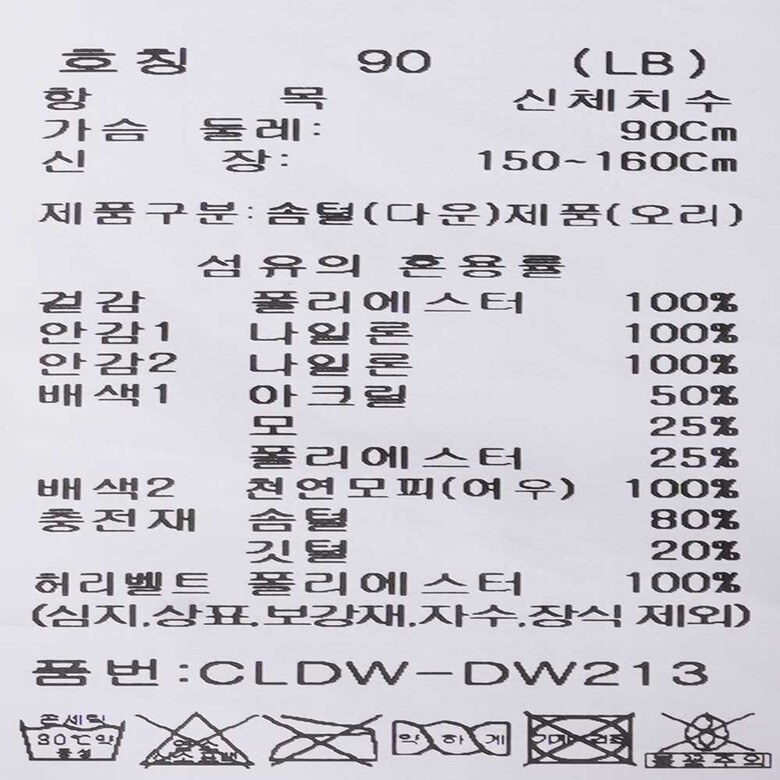 호칭 90 (LB)
항 목 신체치수
가슴 둘레: 90Cm
신 장: 150~160Cm
제품구분:솜털(다운)제품(오리)
섬유의 혼용률
겉감 폴리에스터 100%
안감1 나일론 100%
안감2 나일론 100%
배색1 아크릴 50%
모 25%
폴리에스터 25%
배색2 천연모피(여우) 100%
충전재 솜털 80%
깃털 20%
허리벨트 폴리에스터 100%
(심지.상표.보강재.자수.장식 제외)
품번:CLDW-DW213
약하게